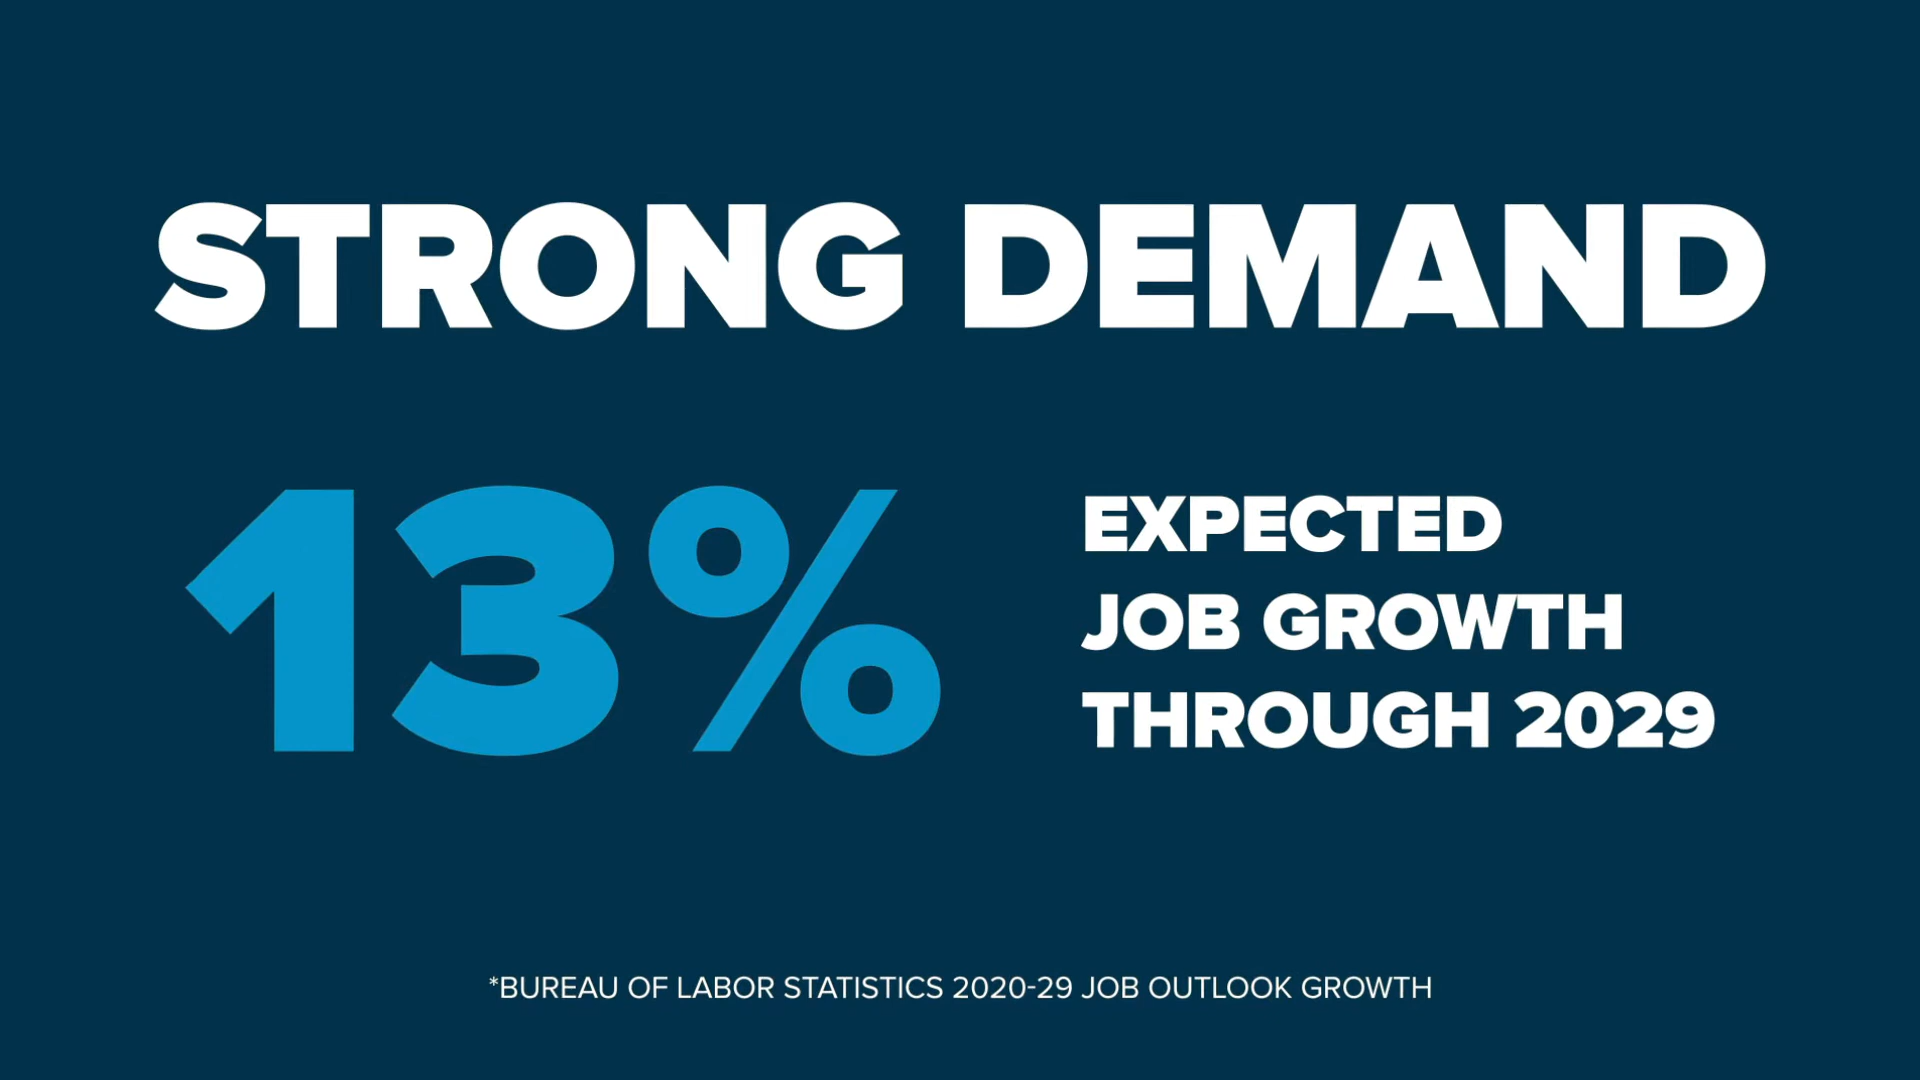 STRONG DEMAND
13%
EXPECTED
JOB GROWTH
THROUGH 2029
*BUREAU OF LABOR STATISTICS 2020-29 JOB OUTLOOK GROWTH